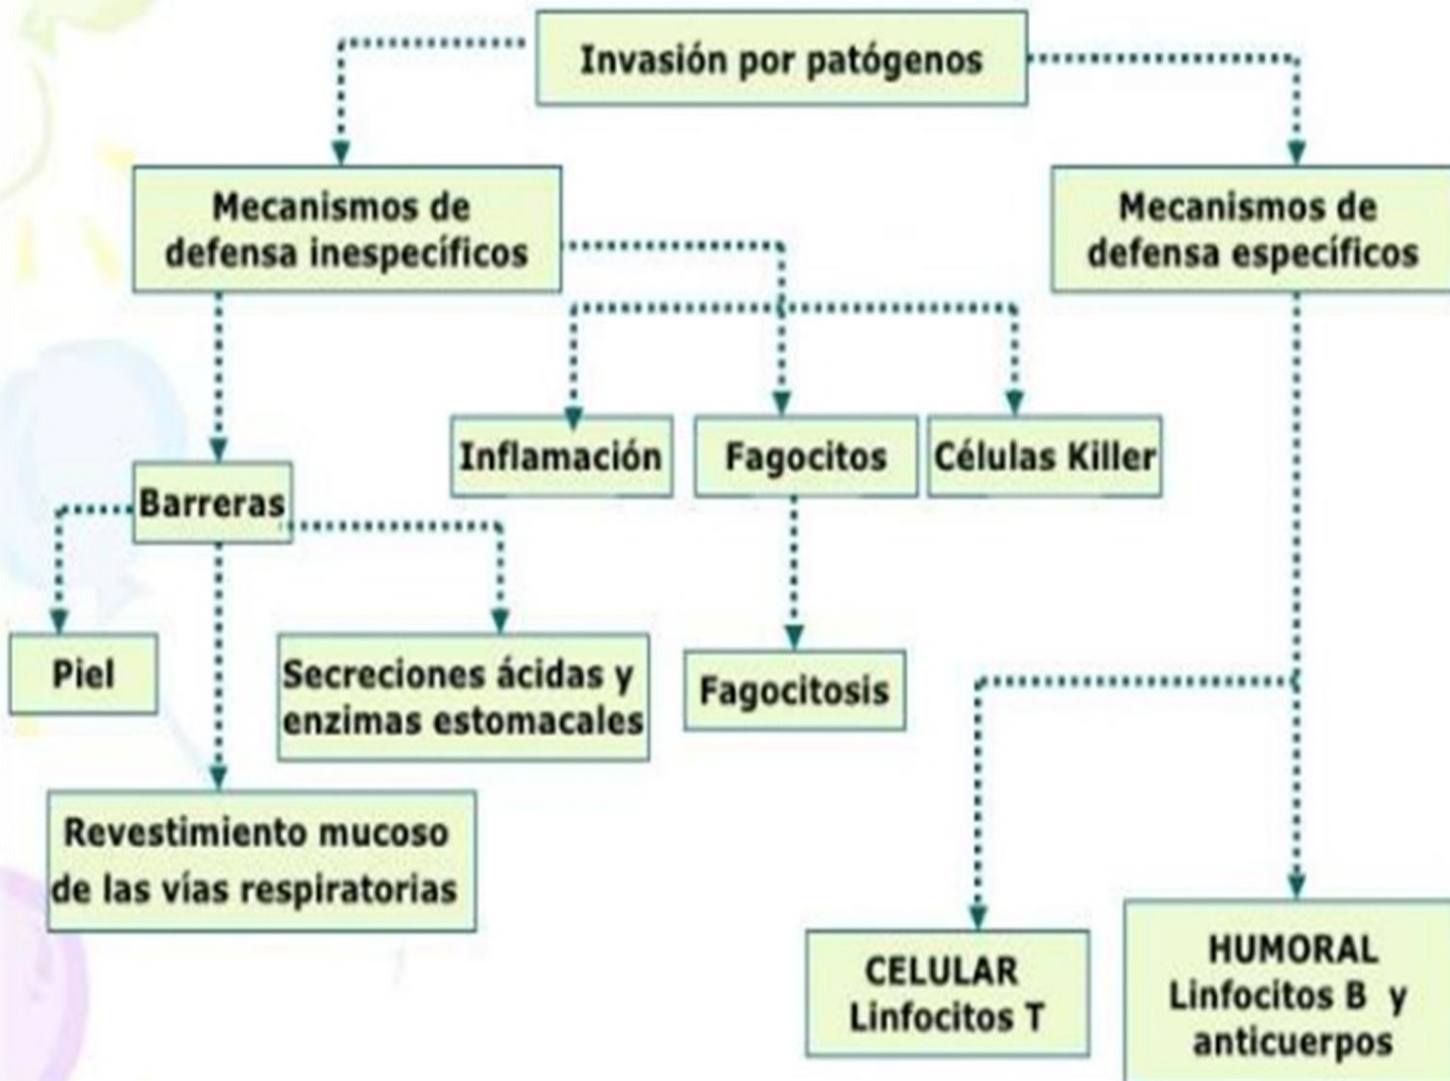 Invasión por patógenos
Mecanismos de
defensa inespecíficos
Mecanismos de
defensa específicos
Inflamación
Fagocitos
Células Killer
Barreras
Piel
Secreciones ácidas y
enzimas estomacales
Fagocitosis
Revestimiento mucoso
de las vías respiratorias
CELULAR
Linfocitos T
HUMORAL
Linfocitos B y
anticuerpos